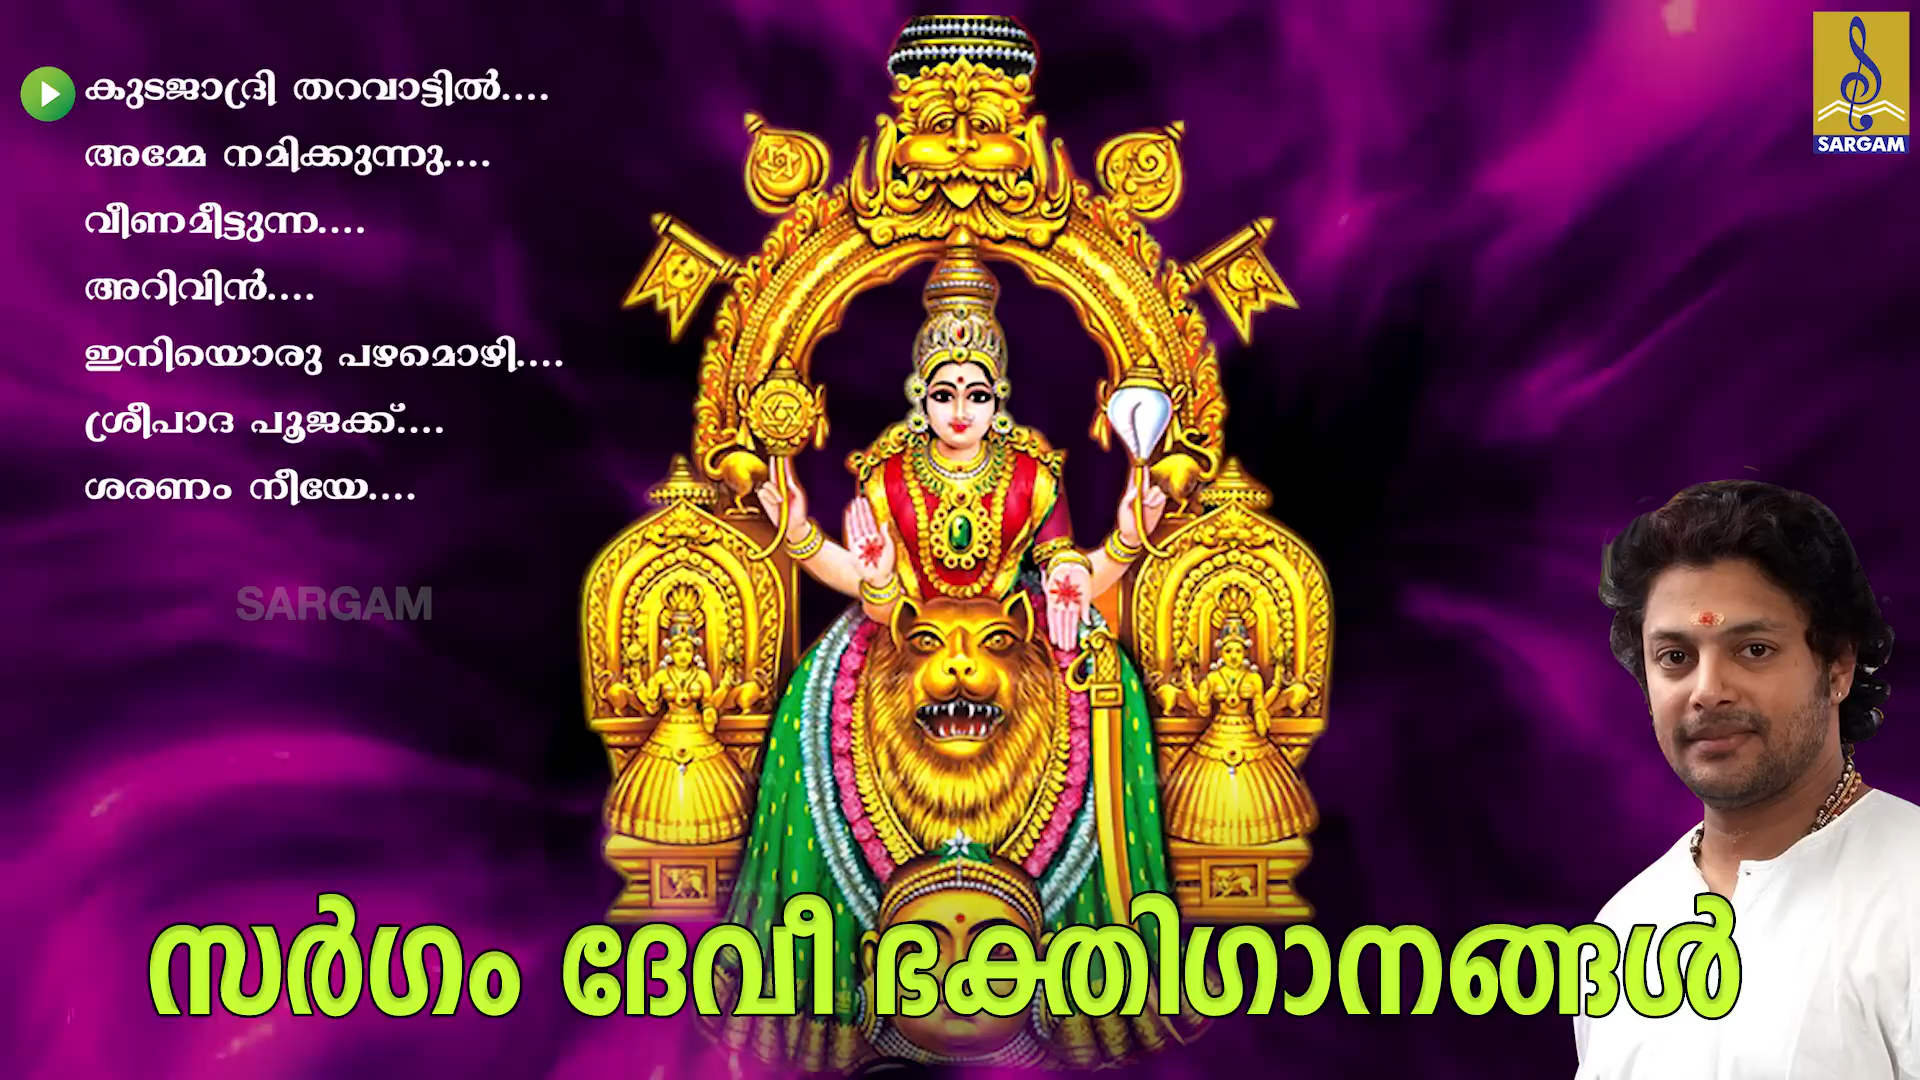 കുടജാദ്രി തറവാട്ടിൽ....
അമ്മേ നമിക്കുന്നു....
വീണമീട്ടുന്ന....
അറിവിൻ....
ഇനിയൊരു പഴമൊഴി....
ശ്രീപാദ പൂജക്ക്....
ശരണം നീയേ....
SARGAM
SARGAM
സർഗം ദേവീ ഭക്തിഗാനങ്ങൾ